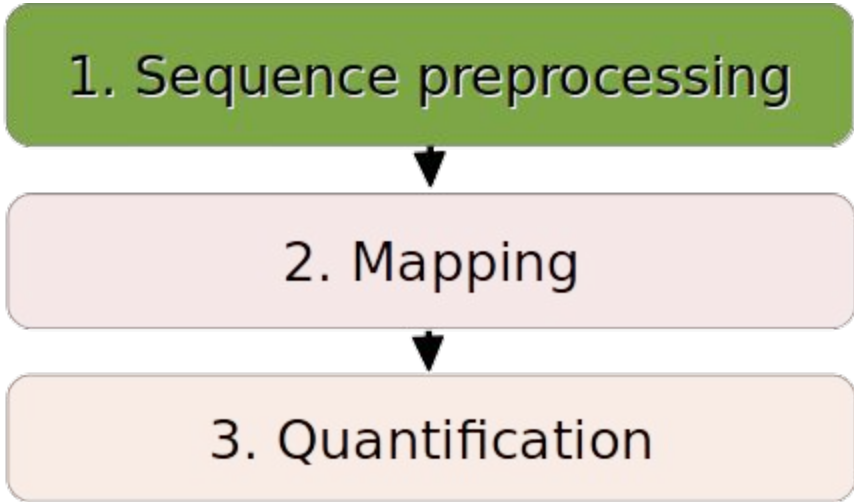 1. Sequence preprocessing
2. Mapping
3. Quantification